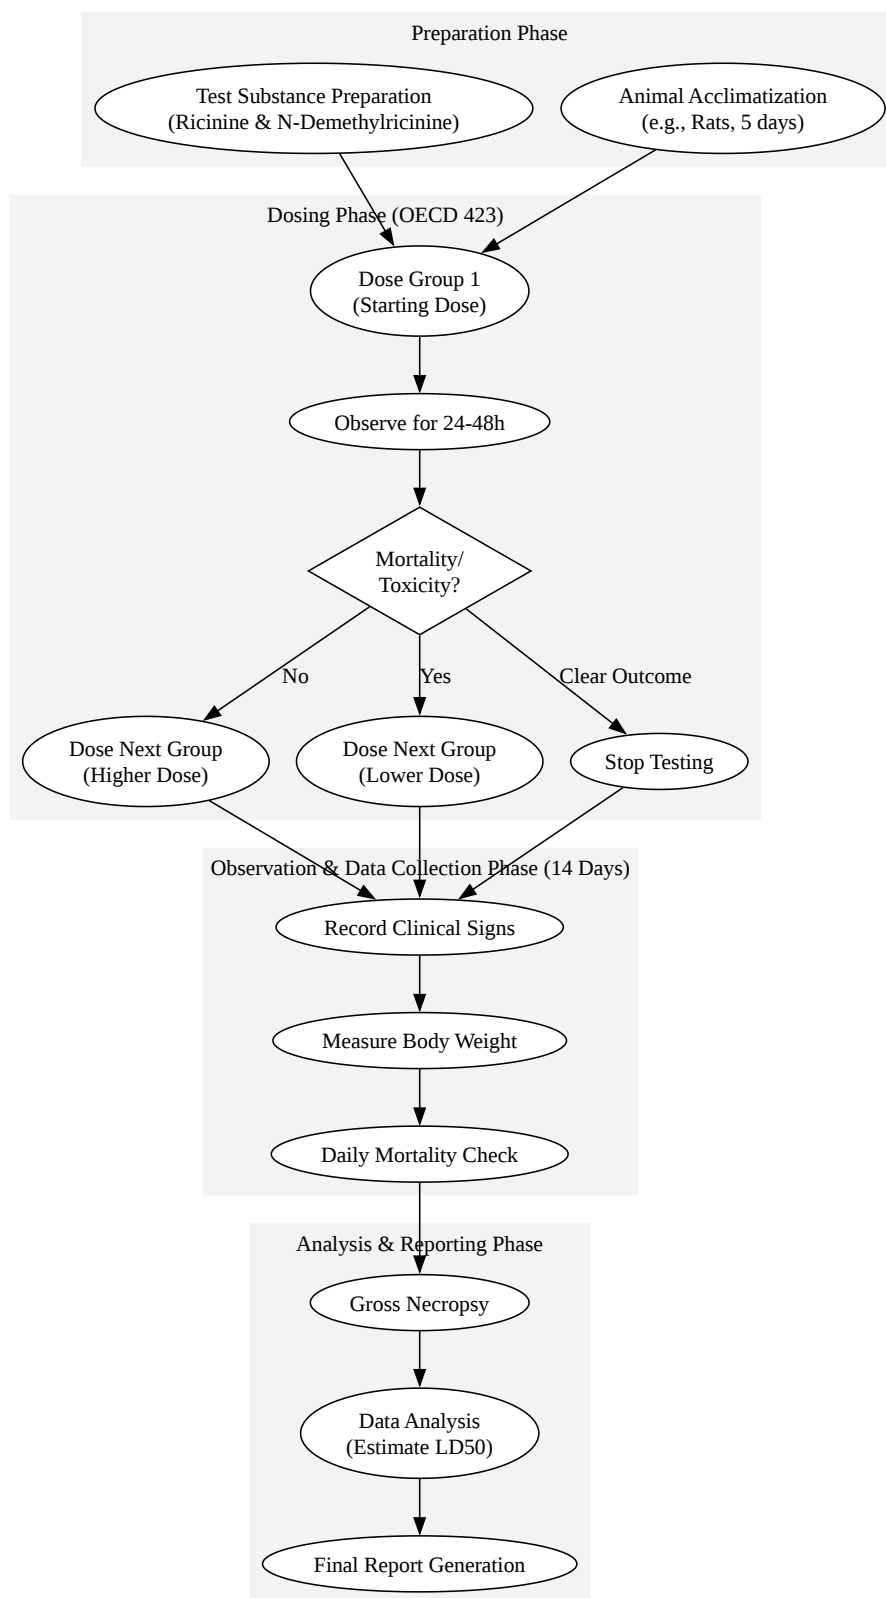 Preparation Phase
Test Substance Preparation
(Ricinine & N-Demethylricinine)
Animal Acclimatization
(e.g., Rats, 5 days)
Dosing Phase (OECD 423)
Dose Group 1
(Starting Dose)
Observe for 24-48h
Mortality/
Toxicity?
No
Yes
Clear Outcome
Dose Next Group
(Higher Dose)
Dose Next Group
(Lower Dose)
Stop Testing
Observation & Data Collection Phase (14 Days)
Record Clinical Signs
Measure Body Weight
Daily Mortality Check
Analysis & Reporting Phase
Gross Necropsy
Data Analysis
(Estimate LD50)
Final Report Generation